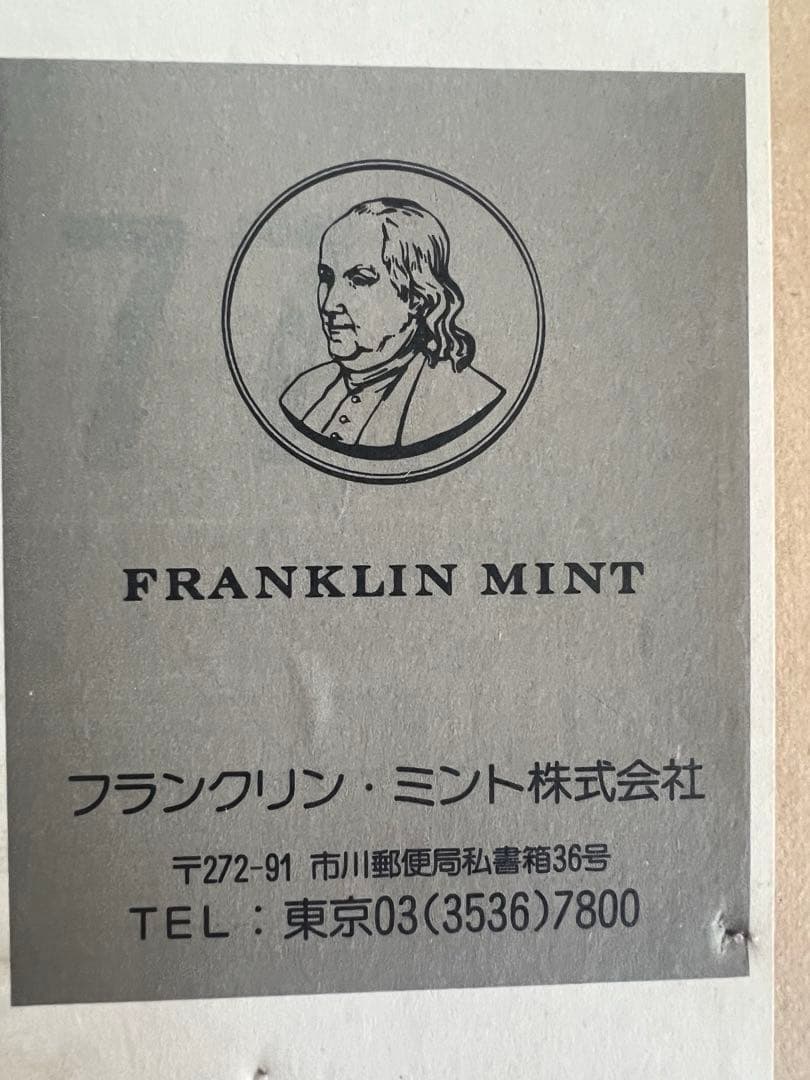 FRANKLIN MINT
フランクリン・ミント株式会社
〒272-91 市川郵便局私書箱36号
TEL：東京03(3536)7800